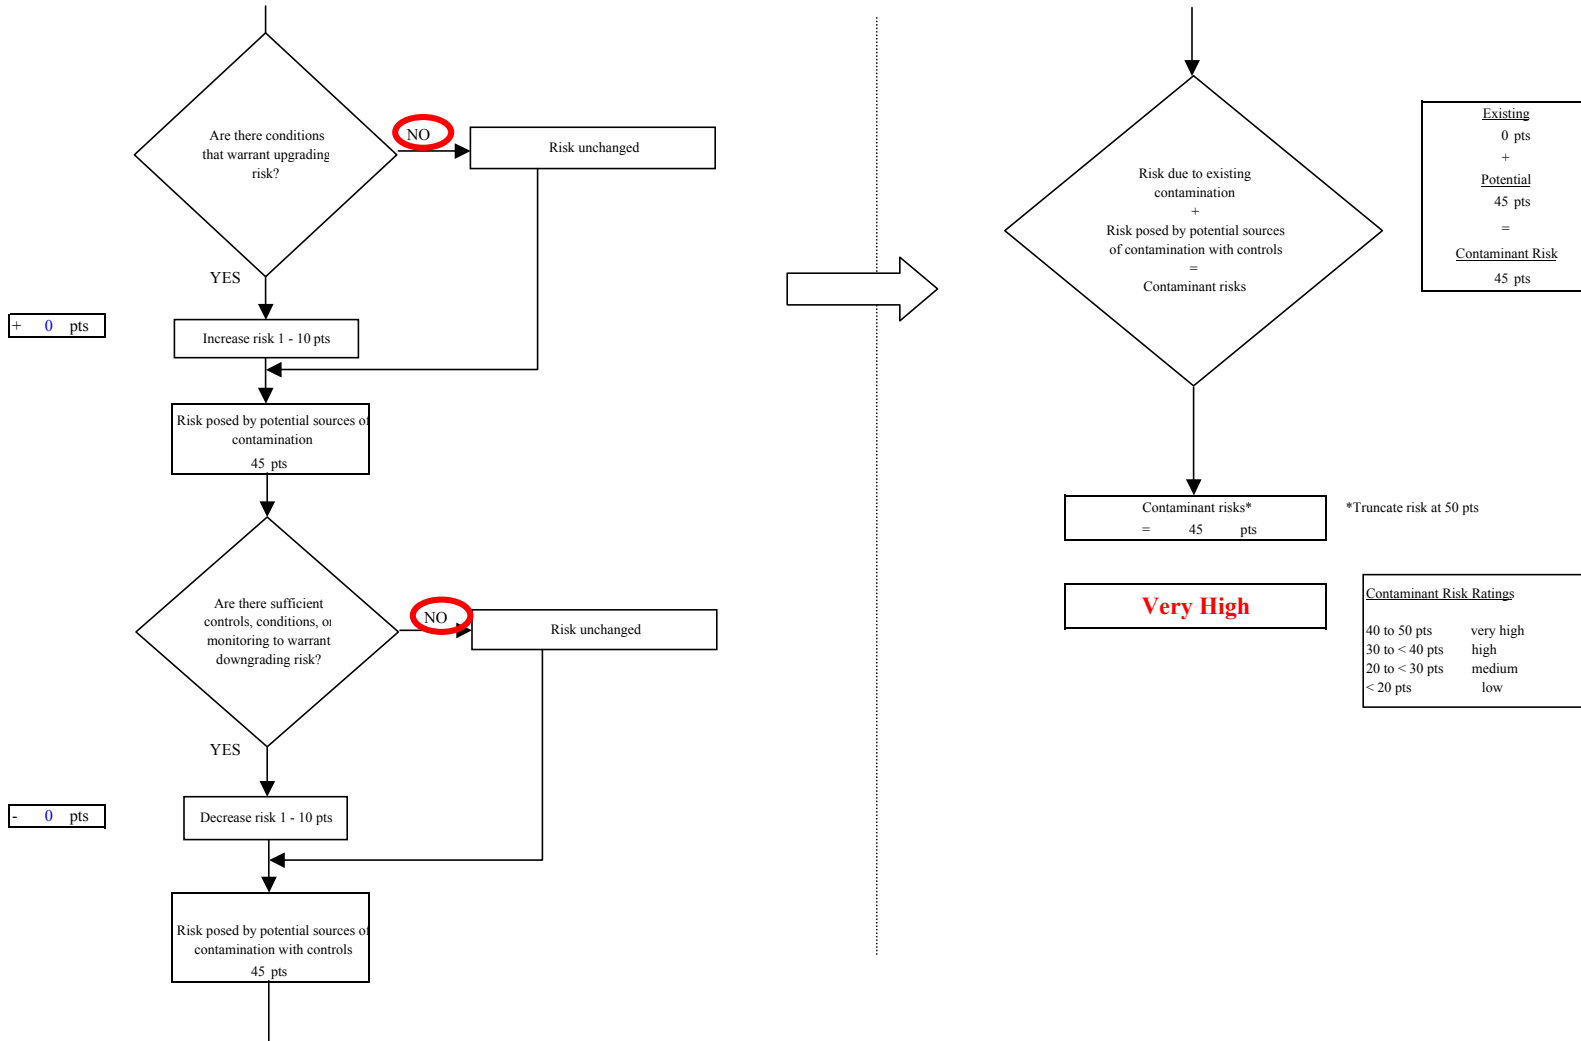 Are there conditions
that warrant upgrading
risk?
NO
Risk unchanged
YES
+ 0 pts
Increase risk 1 - 10 pts
Risk posed by potential sources of
contamination
45 pts
Are there sufficient
controls, conditions, or
monitoring to warrant
downgrading risk?
NO
Risk unchanged
YES
- 0 pts
Decrease risk 1 - 10 pts
Risk posed by potential sources of
contamination with controls
45 pts
Risk due to existing
contamination
+
Risk posed by potential sources
of contamination with controls
=
Contaminant risks
Existing
0 pts
+
Potential
45 pts
=
Contaminant Risk
45 pts
Contaminant risks*
= 45 pts
*Truncate risk at 50 pts
Very High
Contaminant Risk Ratings
40 to 50 pts very high
30 to < 40 pts high
20 to < 30 pts medium
< 20 pts low